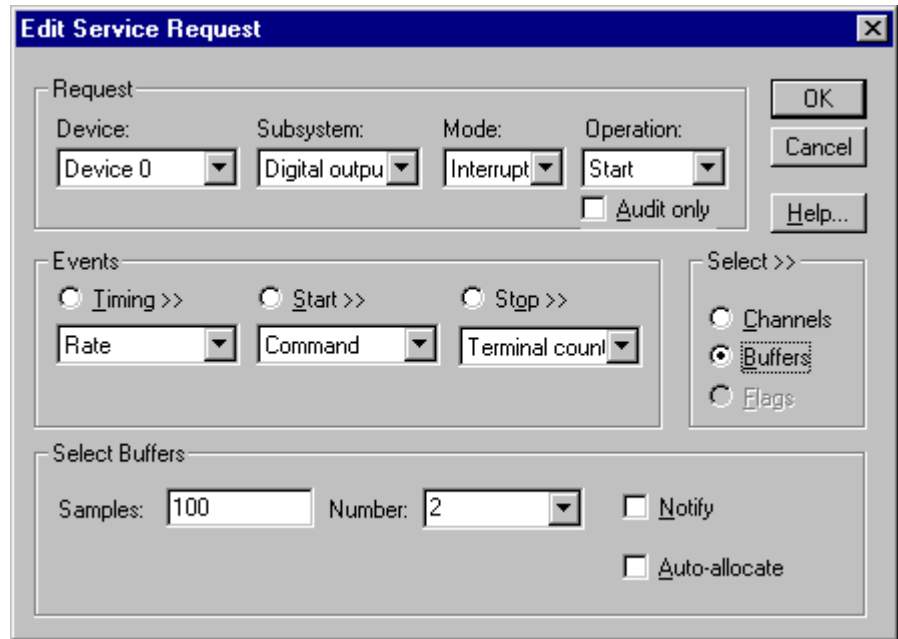 Edit Service Request
Request
OK
Device: Subsystem: Mode: Operation:
Device 0 Digital outpu Interrupt Start
Cancel
Audit only
Help...
Events
Select >>
Timing >> Start >> Stop >>
Channels
Rate Command Terminal count
Buffers
Flags
Select Buffers
Samples: 100 Number: 2 Notify
Auto-allocate